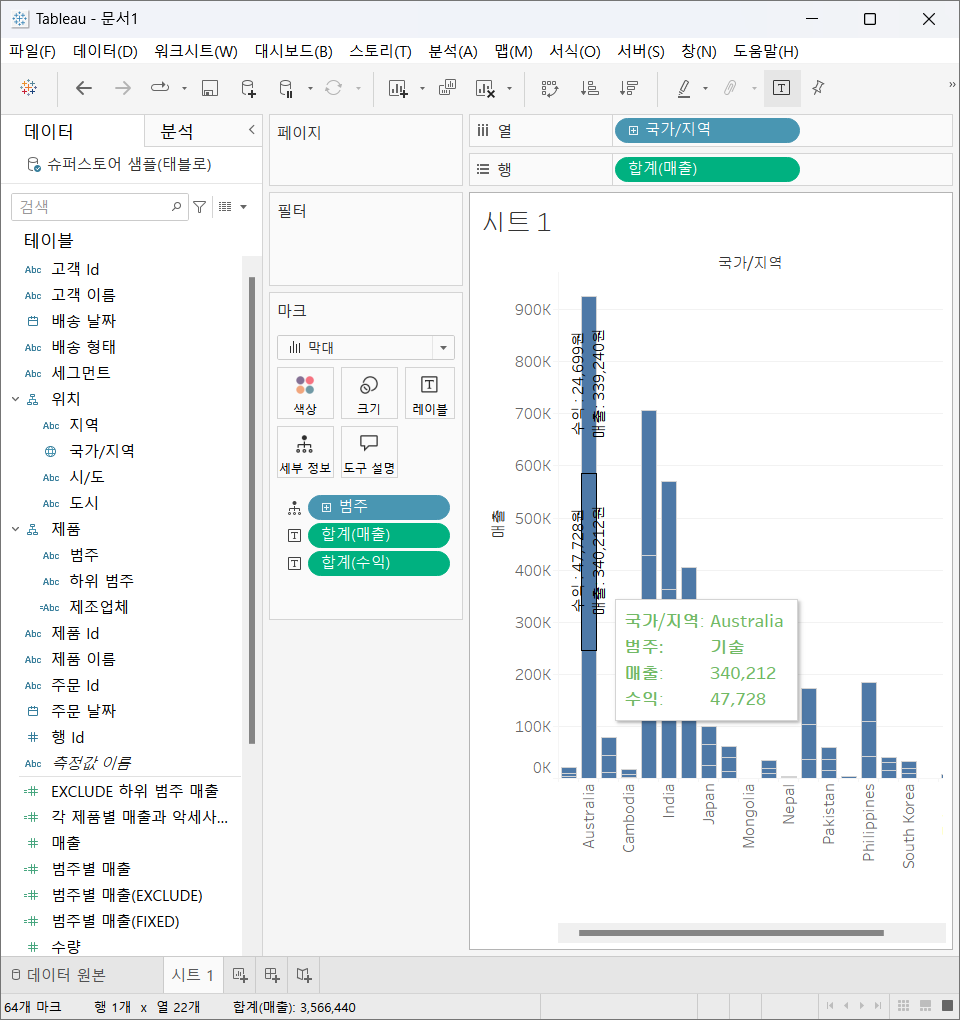 Tableau - 문서1
파일(F) 데이터(D) 워크시트(W) 대시보드(B) 스토리(T) 분석(A) 맵(M) 서식(O) 서버(S) 창(N) 도움말(H)
데이터 분석
슈퍼스토어 샘플(태블로)
검색
테이블
Abc 고객 Id
Abc 고객 이름
배송 날짜
Abc 배송 형태
Abc 세그먼트
위치
Abc 지역
국가/지역
Abc 시/도
Abc 도시
제품
Abc 범주
Abc 하위 범주
=Abc 제조업체
Abc 제품 Id
Abc 제품 이름
Abc 주문 Id
주문 날짜
# 행 Id
Abc 측정값 이름
=# EXCLUDE 하위 범주 매출
=# 각 제품별 매출과 악세사...
# 매출
=# 범주별 매출
=# 범주별 매출(EXCLUDE)
=# 범주별 매출(FIXED)
# 수량
페이지
필터
마크
막대
색상 크기 레이블
세부 정보 도구 설명
범주
합계(매출)
합계(수익)
열 국가/지역
행 합계(매출)
시트 1
국가/지역
매출
900K
800K
700K
600K
500K
400K
300K
200K
100K
0K
수익 : 24,699원
매출: 339,240원
수익 : 47,728원
매출: 340,212원
국가/지역: Australia
범주: 기술
매출: 340,212
수익: 47,728
Australia
Cambodia
India
Japan
Mongolia
Nepal
Pakistan
Philippines
South Korea
데이터 원본 시트 1
64개 마크 행 1개 x 열 22개 합계(매출): 3,566,440